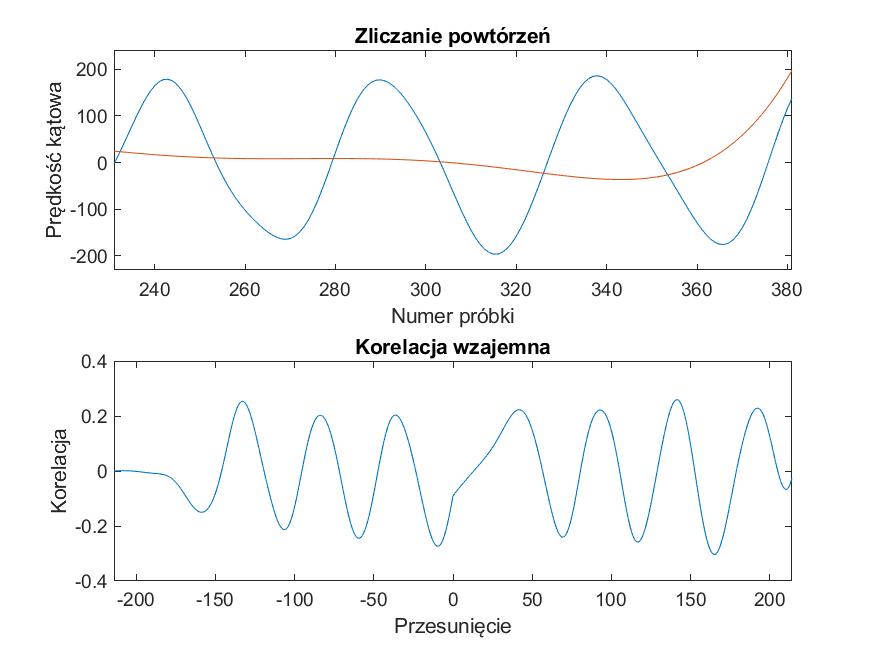 Zliczanie powtórzeń
200
100
0
-100
-200
Prędkość kątowa
240 260 280 300 320 340 360 380
Numer próbki
Korelacja wzajemna
0.4
0.2
0
-0.2
-0.4
Korelacja
-200 -150 -100 -50 0 50 100 150 200
Przesunięcie